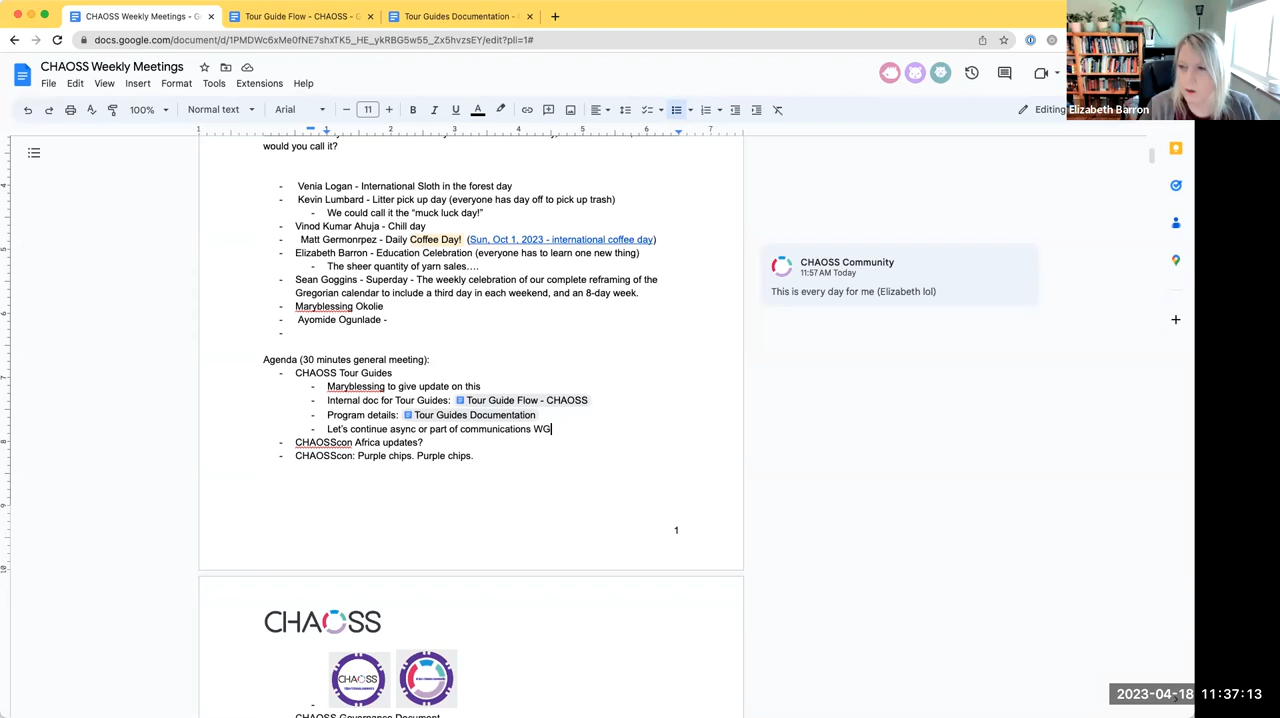 CHAOSS Weekly Meetings - G
Tour Guide Flow - CHAOSS - G
Tour Guides Documentation -
docs.google.com/document/d/1PMDWc6xMe0fNE7shxTK5_HE_ykRBG5w55_Zx5hvzsEY/edit?pli=1#
CHAOSS Weekly Meetings
File Edit View Insert Format Tools Extensions Help
100% Normal text Arial 11 Editing
Elizabeth Barron
1 1 2 3 4 5 6 7
would you call it?
- Venia Logan - International Sloth in the forest day
- Kevin Lumbard - Litter pick up day (everyone has day off to pick up trash)
- We could call it the “muck luck day!”
- Vinod Kumar Ahuja - Chill day
- Matt Germonrpez - Daily Coffee Day! (Sun, Oct 1, 2023 - international coffee day)
- Elizabeth Barron - Education Celebration (everyone has to learn one new thing)
- The sheer quantity of yarn sales….
- Sean Goggins - Superday - The weekly celebration of our complete reframing of the
Gregorian calendar to include a third day in each weekend, and an 8-day week.
- Maryblessing Okolie
- Ayomide Ogunlade -
-
CHAOSS Community
11:57 AM Today
This is every day for me (Elizabeth lol)
Agenda (30 minutes general meeting):
- CHAOSS Tour Guides
- Maryblessing to give update on this
- Internal doc for Tour Guides: Tour Guide Flow - CHAOSS
- Program details: Tour Guides Documentation
- Let’s continue async or part of communications WG
- CHAOSScon Africa updates?
- CHAOSScon: Purple chips. Purple chips.
1
CHAOSS
CHAOSS
-
CHAOSS Governance Document
2023-04-18 11:37:13